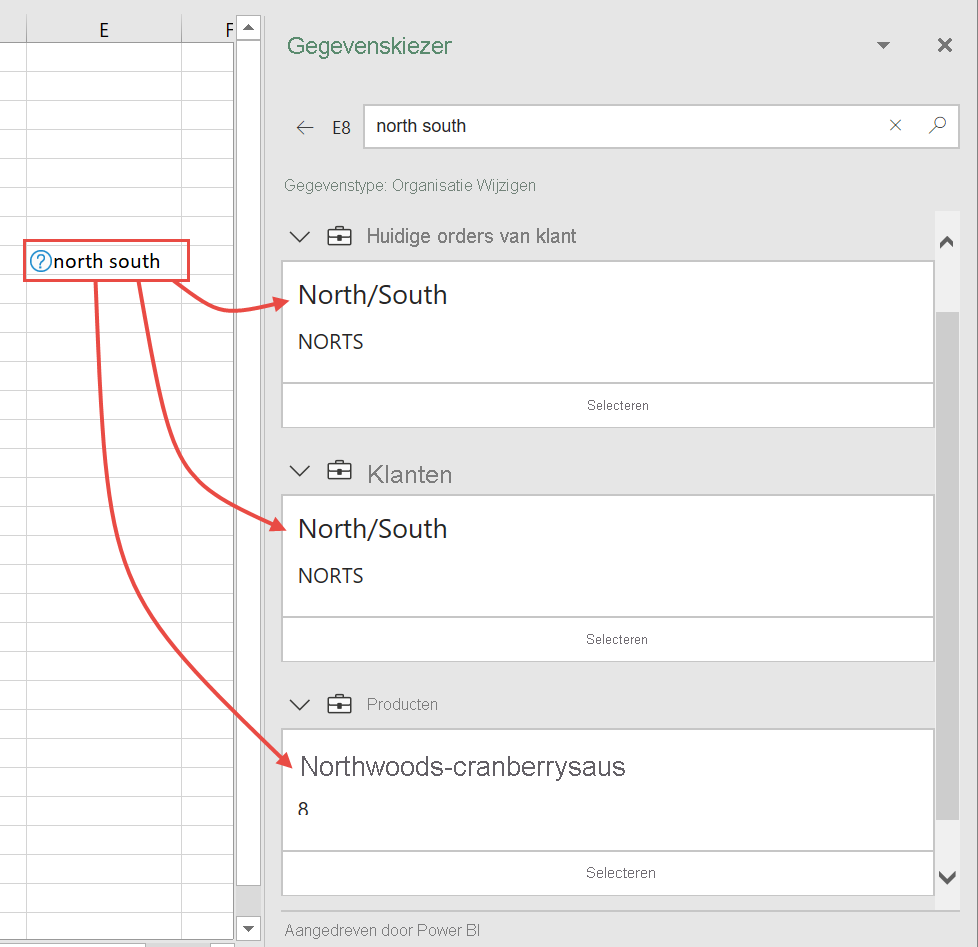 E
F
?north south
Gegevenskiezer
E8
north south
Gegevenstype: Organisatie Wijzigen
Huidige orders van klant
North/South
NORTS
Selecteren
Klanten
North/South
NORTS
Selecteren
Producten
Northwoods-cranberrysaus
8
Selecteren
Aangedreven door Power BI